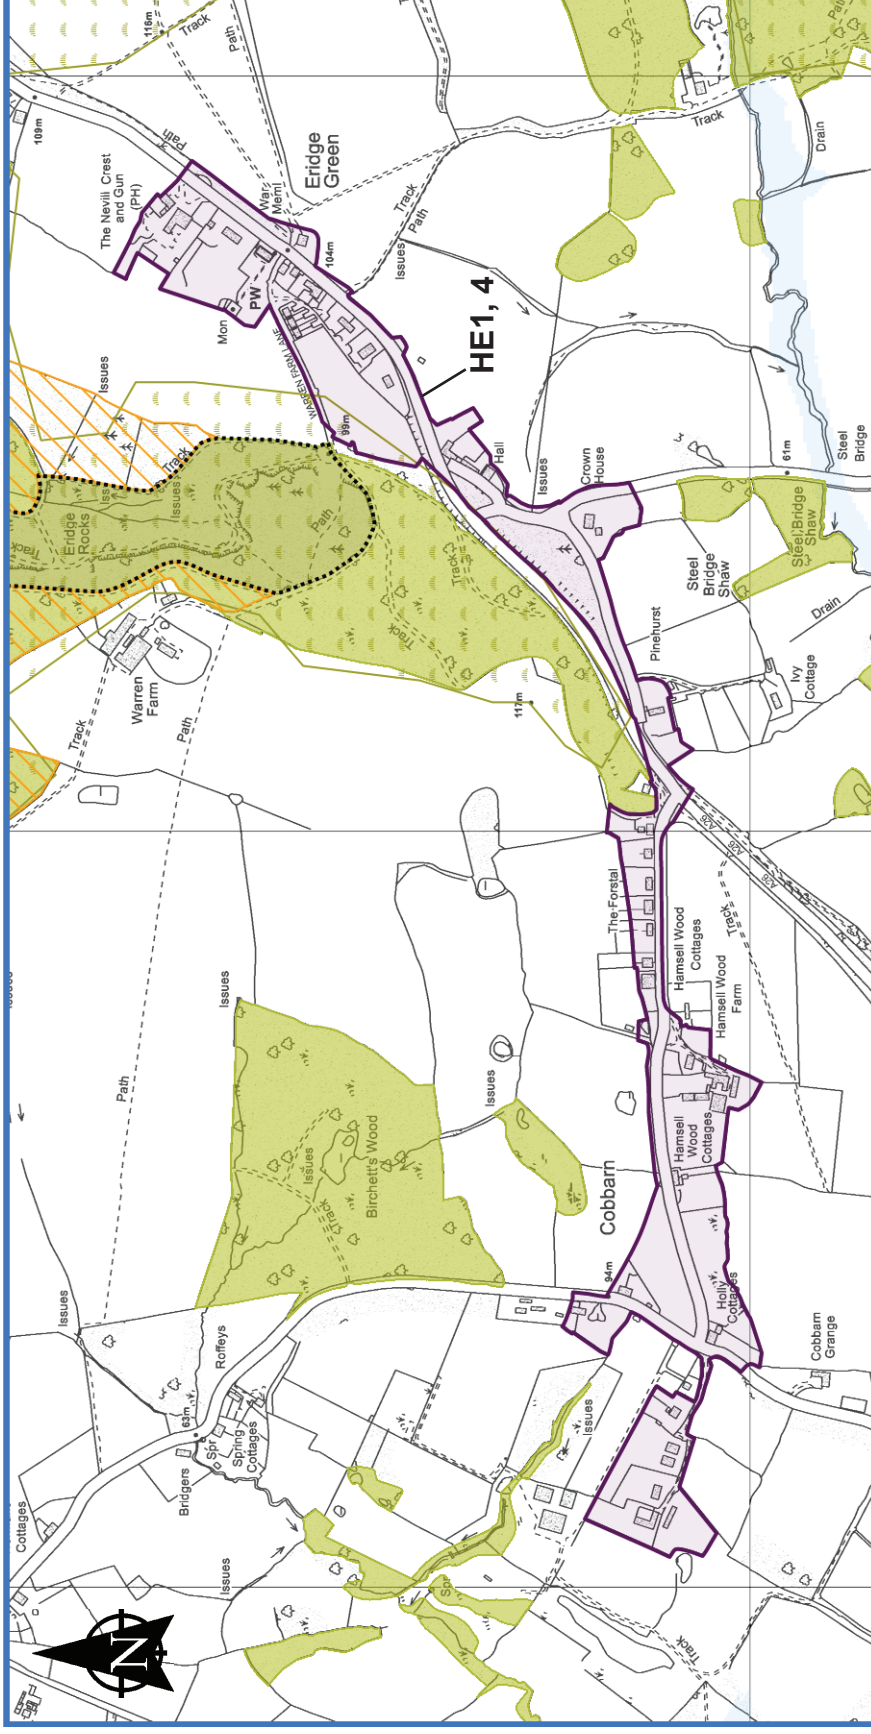 116m
Track
Path
109m
Path
The Nevill Crest
and Gun
(PH)
War
Meml
Eridge
Green
Track
Path
Issues
104m
PW
Mon
WARREN FARM LANE
99m
Issues
Track
Issues
Eridge
Rocks
Track
Path
HE1, 4
Hall
Issues
Crown
House
Track
Drain
Path
61m
Steel
Bridge
Steel Bridge
Shaw
Steel
Bridge
Shaw
Drain
Pinehurst
Ivy
Cottage
Track
Track
117m
Warren
Farm
Track
Path
A26
A26
A26
Track
The Forstal
Hamsell Wood
Cottages
Hamsell Wood
Farm
Hamsell
Wood
Cottages
Issues
Issues
Path
Issues
Birchett's Wood
Track
Cobbarn
94m
Holly
Cottages
Cobbarn
Grange
Issues
Roffeys
63m
Spr
Spring
Cottages
Bridgers
Cottages
Issues
Issues
Spr
Track
N